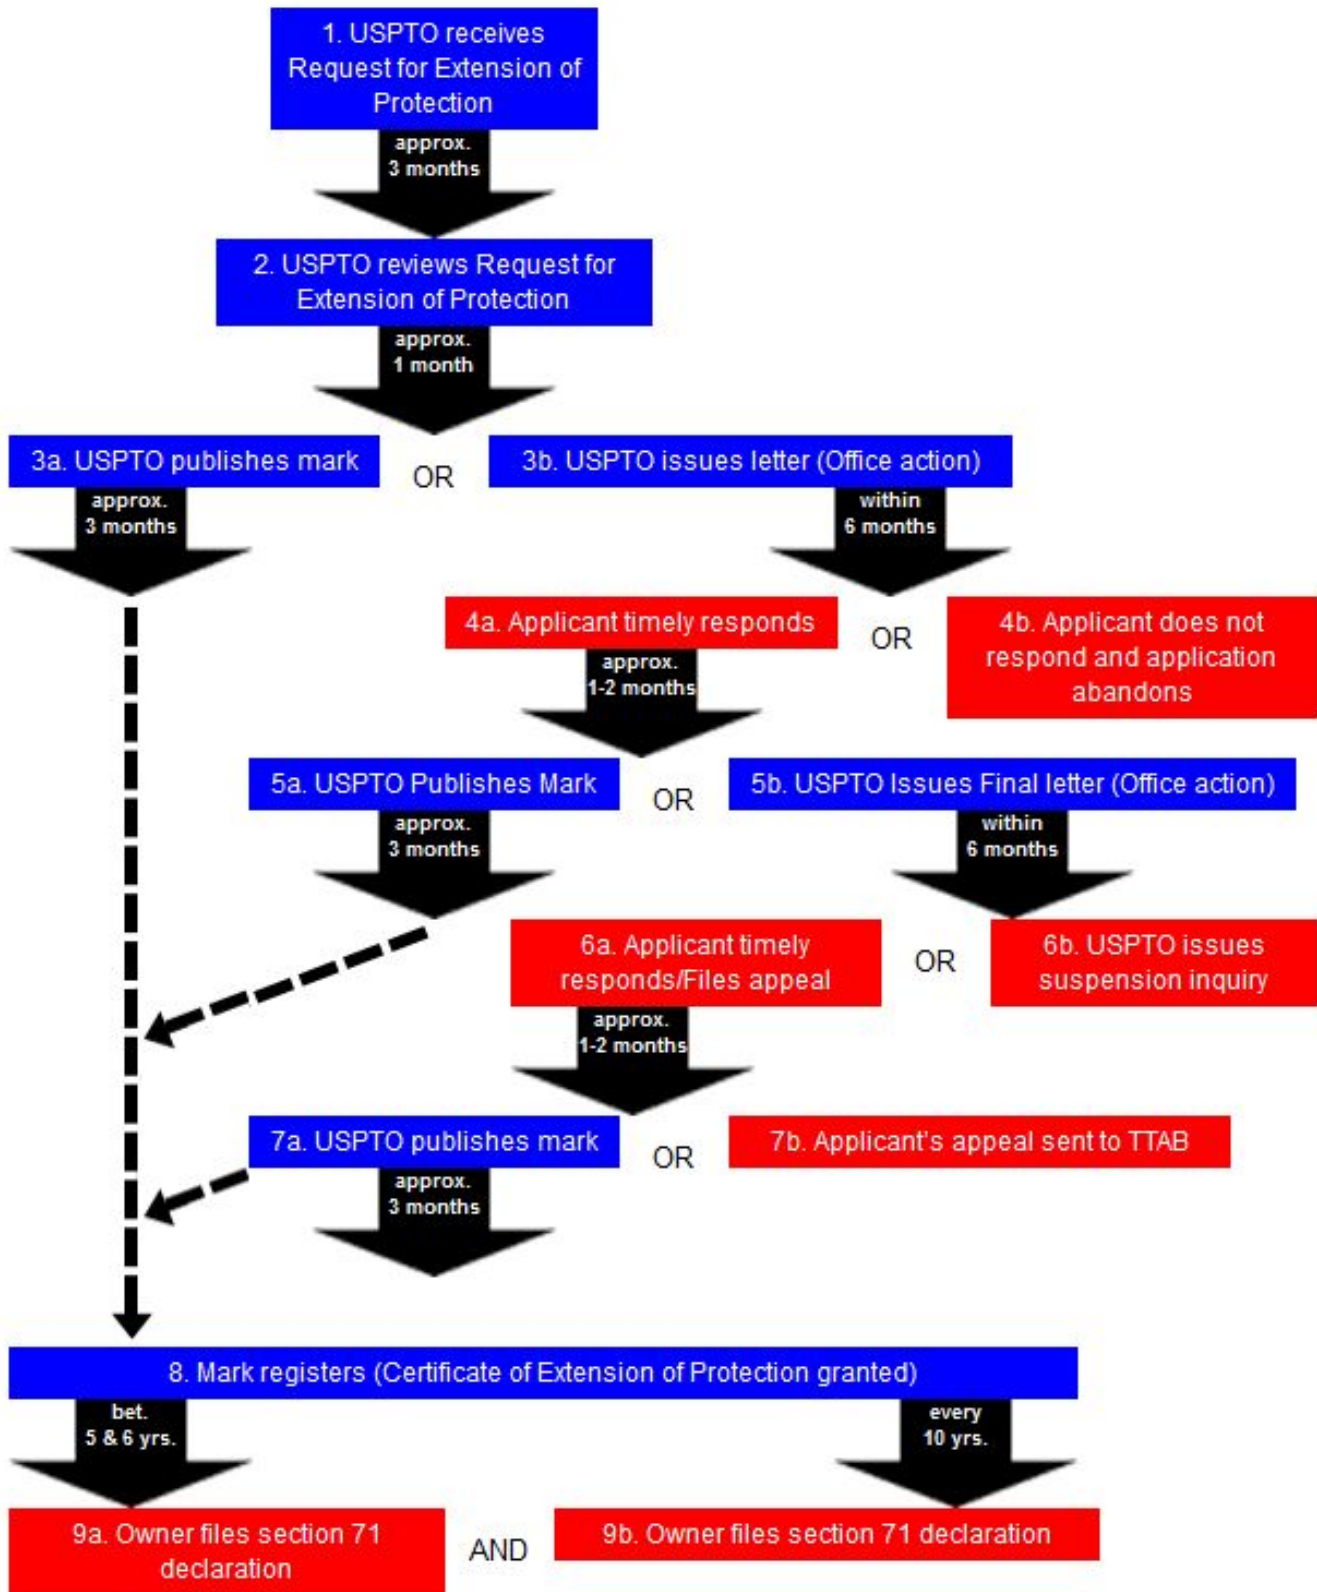 1. USPTO receives
Request for Extension of
Protection
approx.
3 months
2. USPTO reviews Request for
Extension of Protection
approx.
1 month
3a. USPTO publishes mark
OR
3b. USPTO issues letter (Office action)
approx.
3 months
within
6 months
4a. Applicant timely responds
OR
4b. Applicant does not
respond and application
abandons
approx.
1-2 months
5a. USPTO Publishes Mark
OR
5b. USPTO Issues Final letter (Office action)
approx.
3 months
within
6 months
6a. Applicant timely
responds/Files appeal
OR
6b. USPTO issues
suspension inquiry
approx.
1-2 months
7a. USPTO publishes mark
OR
7b. Applicant's appeal sent to TTAB
approx.
3 months
8. Mark registers (Certificate of Extension of Protection granted)
bet.
5 & 6 yrs.
every
10 yrs.
9a. Owner files section 71
declaration
AND
9b. Owner files section 71 declaration